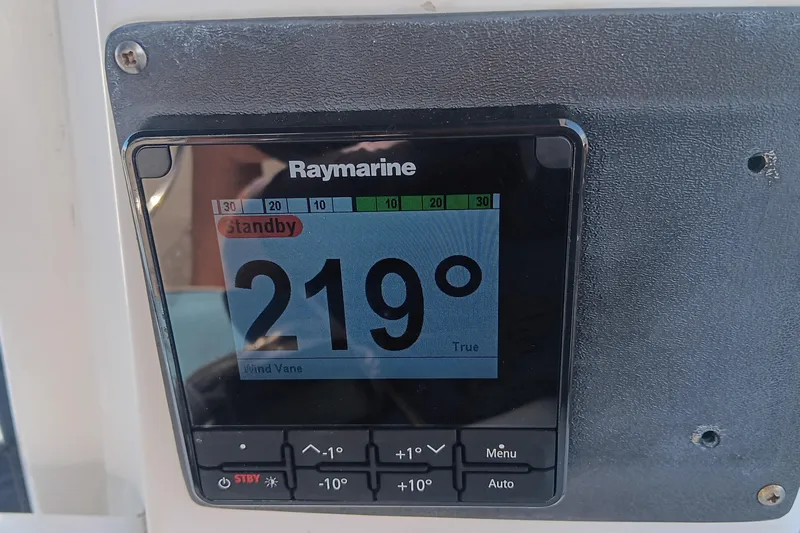 Raymarine
30 20 10 10 20 30
Standby
219°
True
Wind Vane
-1° +1° Menu
STBY -10° +10° Auto